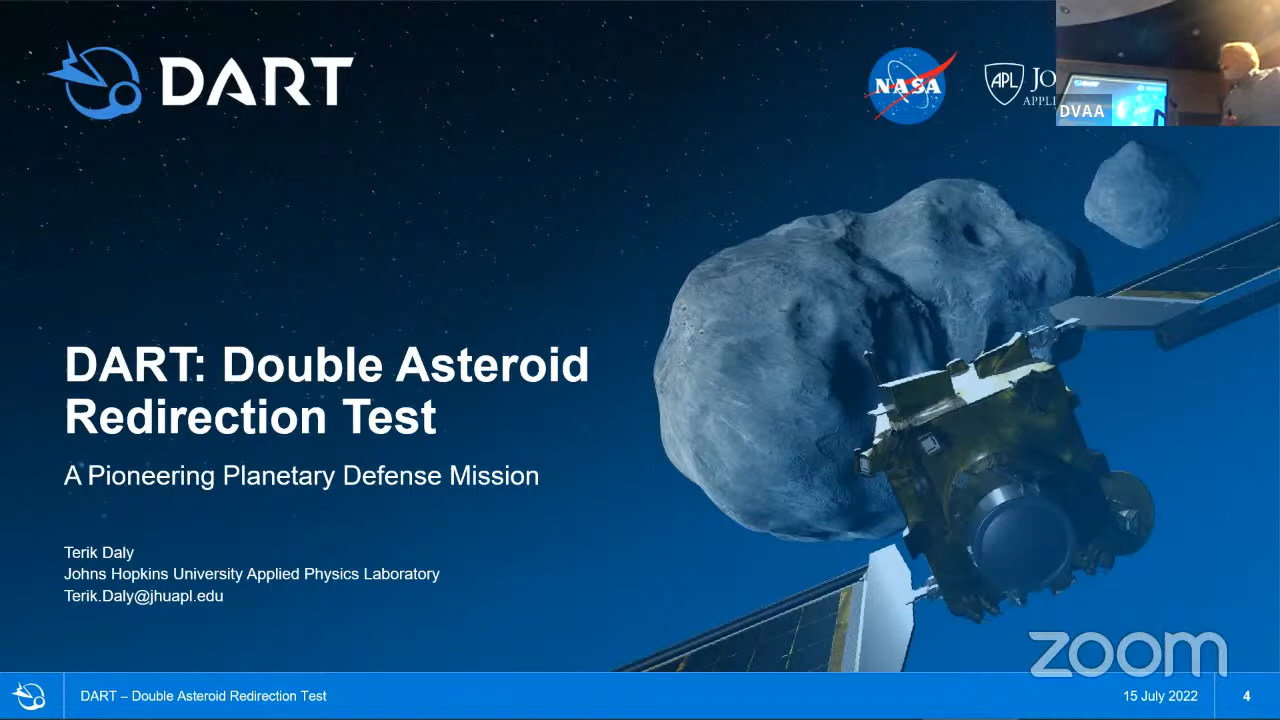 DART
NASA
APL
JO
APPLI
DVAA
DART: Double Asteroid
Redirection Test
A Pioneering Planetary Defense Mission
Terik Daly
Johns Hopkins University Applied Physics Laboratory
Terik.Daly@jhuapl.edu
zoom
DART – Double Asteroid Redirection Test
15 July 2022
4